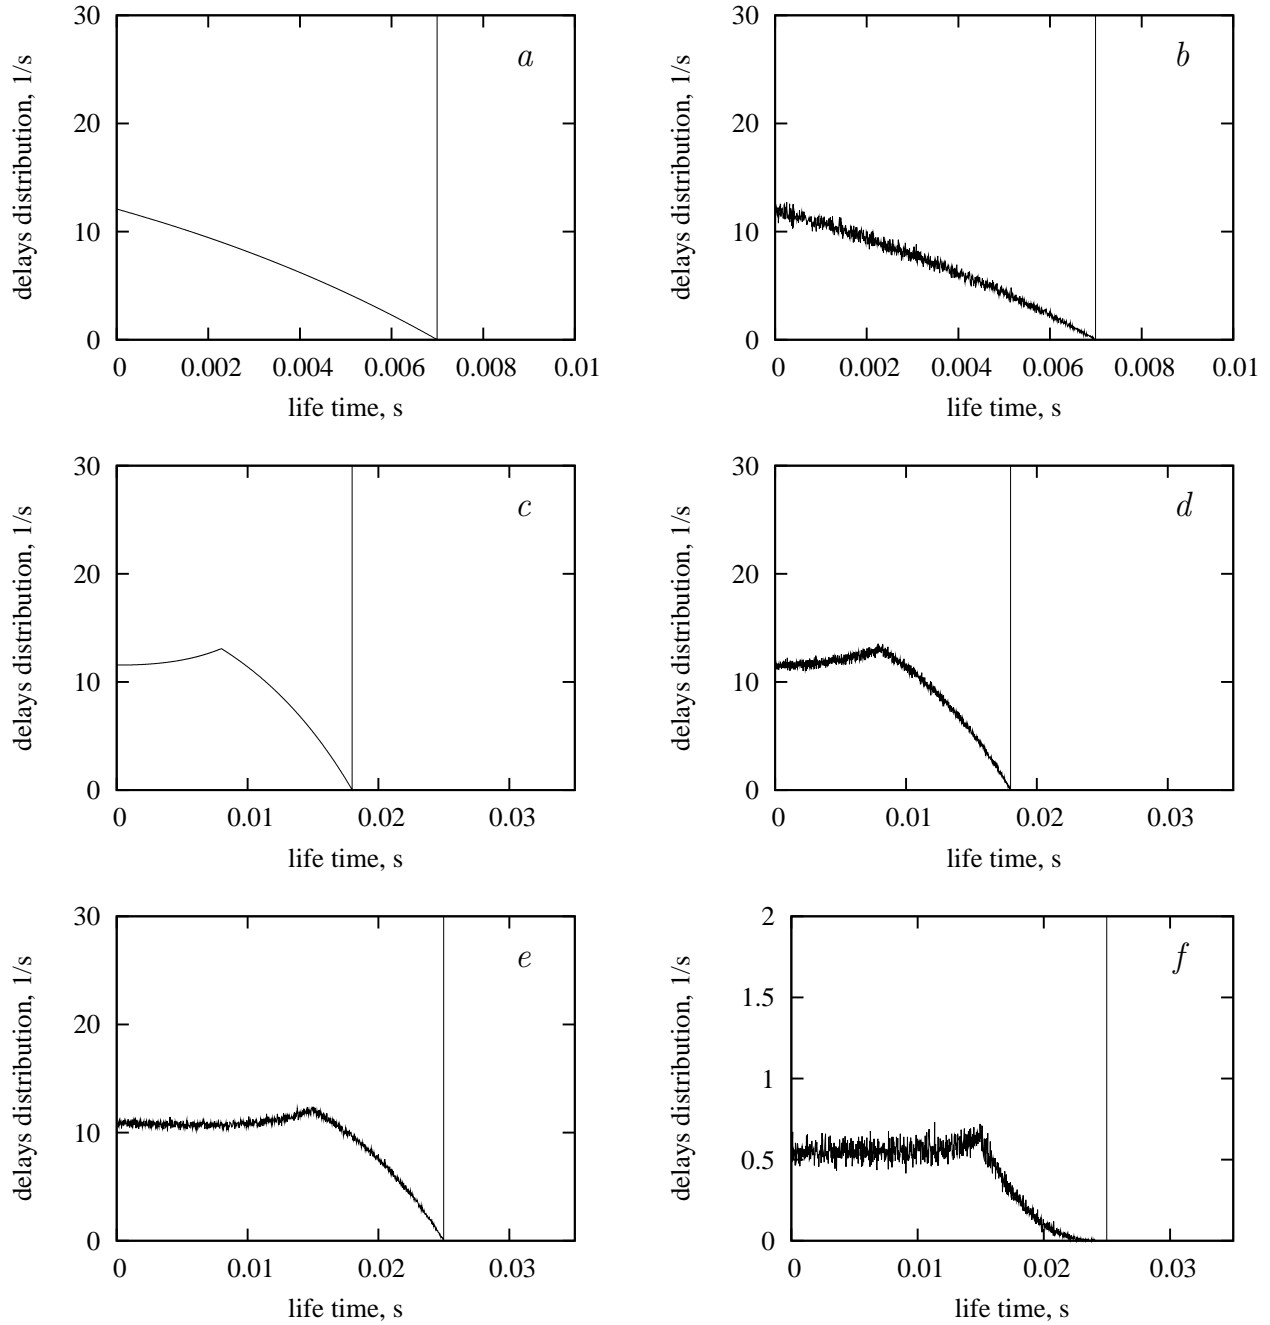 30
20
10
0
delays distribution, 1/s
a
0 0.002 0.004 0.006 0.008 0.01
life time, s
30
20
10
0
delays distribution, 1/s
b
0 0.002 0.004 0.006 0.008 0.01
life time, s
30
20
10
0
delays distribution, 1/s
c
0 0.01 0.02 0.03
life time, s
30
20
10
0
delays distribution, 1/s
d
0 0.01 0.02 0.03
life time, s
30
20
10
0
delays distribution, 1/s
e
0 0.01 0.02 0.03
life time, s
2
1.5
1
0.5
0
delays distribution, 1/s
f
0 0.01 0.02 0.03
life time, s